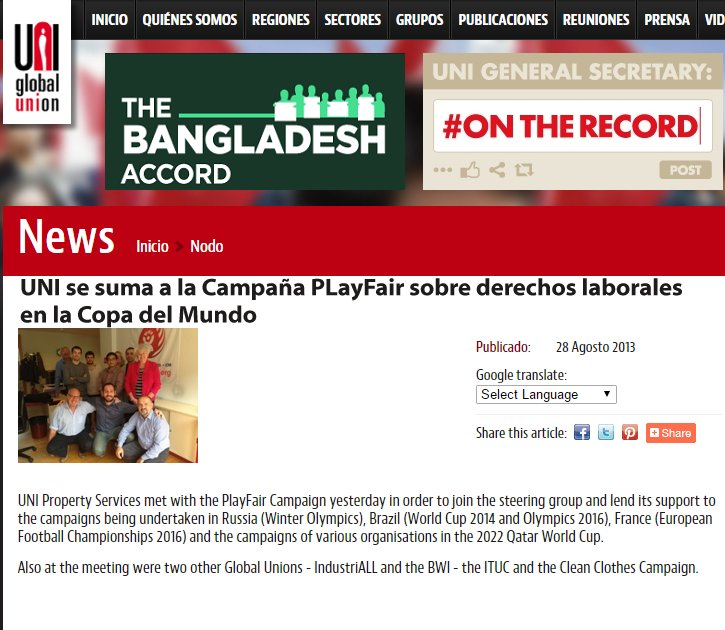 UNI
global
union
INICIO QUIÉNES SOMOS REGIONES SECTORES GRUPOS PUBLICACIONES REUNIONES PRENSA VID
THE
BANGLADESH
ACCORD
UNI GENERAL SECRETARY:
#ON THE RECORD
POST
News Inicio > Nodo
UNI se suma a la Campaña PLayFair sobre derechos laborales
en la Copa del Mundo
Publicado: 28 Agosto 2013
Google translate:
Select Language
Share this article: Share
UNI Property Services met with the PlayFair Campaign yesterday in order to join the steering group and lend its support to
the campaigns being undertaken in Russia (Winter Olympics), Brazil (World Cup 2014 and Olympics 2016), France (European
Football Championships 2016) and the campaigns of various organisations in the 2022 Qatar World Cup.
Also at the meeting were two other Global Unions - IndustriALL and the BWI - the ITUC and the Clean Clothes Campaign.